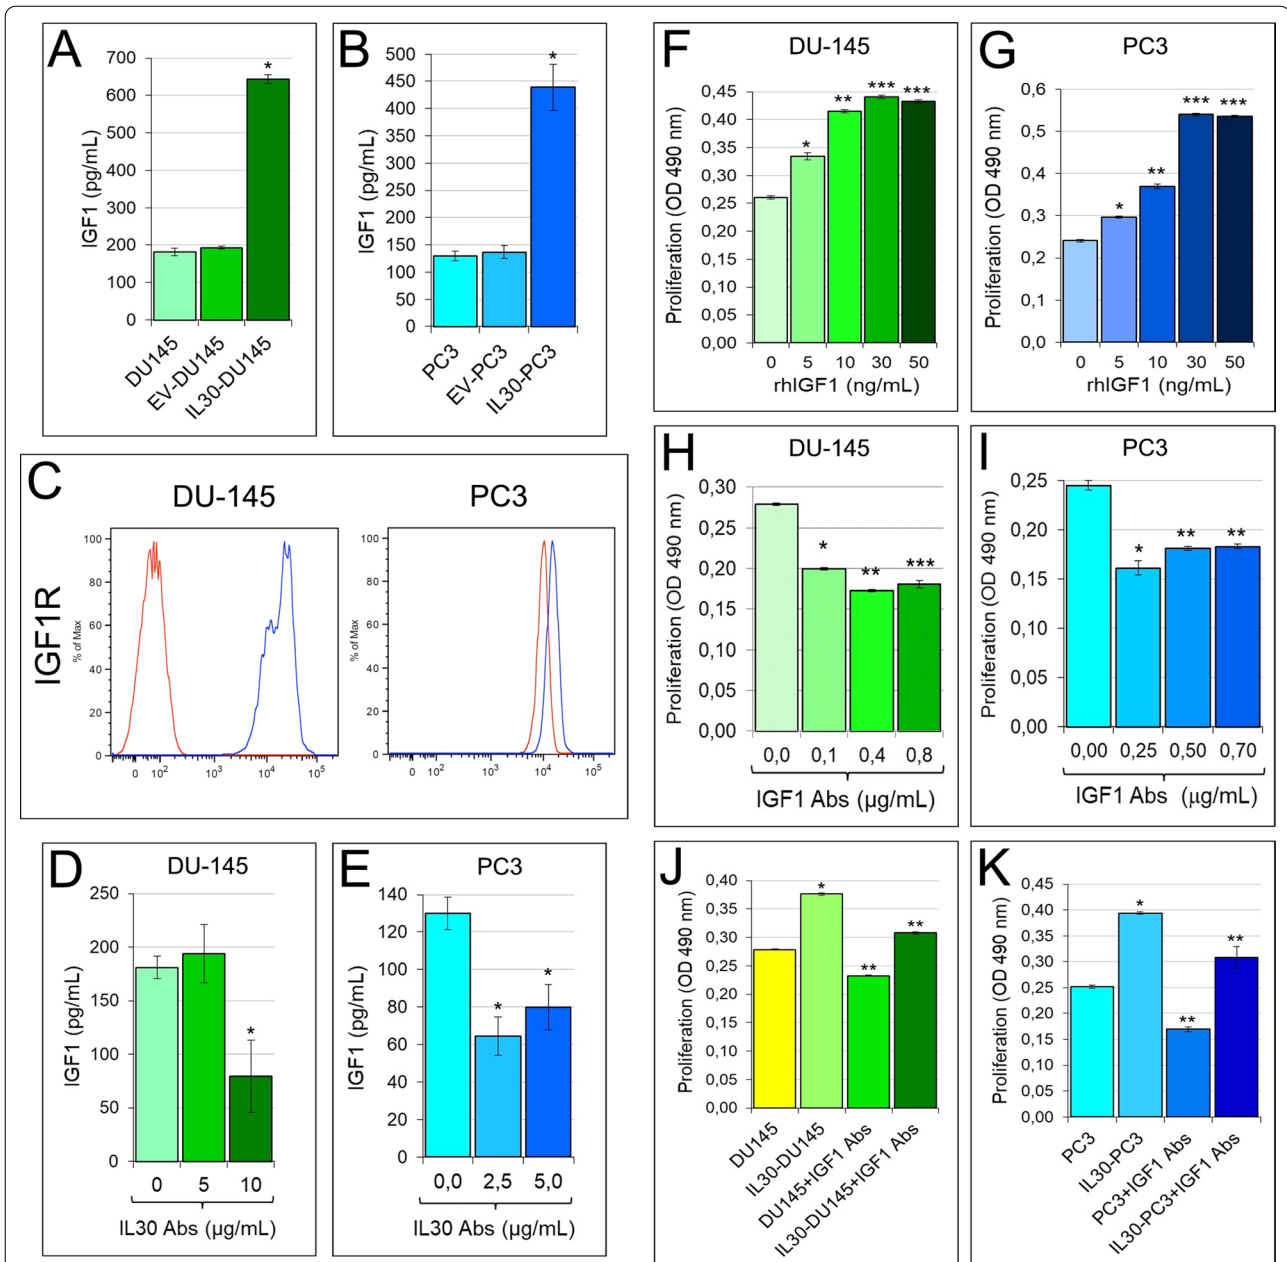 A
IGF1 (pg/mL)
700
600
500
400
300
200
100
0
*
DU145
EV-DU145
IL30-DU145
B
IGF1 (pg/mL)
500
450
400
350
300
250
200
150
100
50
0
*
PC3
EV-PC3
IL30-PC3
C
DU-145
PC3
IGF1R
% of Max
100
80
60
40
20
0
0 10² 10³ 10⁴ 10⁵
% of Max
100
80
60
40
20
0
0 10² 10³ 10⁴ 10⁵
D
DU-145
IGF1 (pg/mL)
250
200
150
100
50
0
*
0 5 10
IL30 Abs (µg/mL)
E
PC3
IGF1 (pg/mL)
140
120
100
80
60
40
20
0
* *
0,0 2,5 5,0
IL30 Abs (µg/mL)
F
DU-145
Proliferation (OD 490 nm)
0,45
0,40
0,35
0,30
0,25
0,20
0,15
0,10
0,05
0,00
* ** *** ***
0 5 10 30 50
rhIGF1 (ng/mL)
G
PC3
Proliferation (OD 490 nm)
0,6
0,5
0,4
0,3
0,2
0,1
0,0
* ** *** ***
0 5 10 30 50
rhIGF1 (ng/mL)
H
DU-145
Proliferation (OD 490 nm)
0,30
0,25
0,20
0,15
0,10
0,05
0,00
* ** ***
0,0 0,1 0,4 0,8
IGF1 Abs (µg/mL)
I
PC3
Proliferation (OD 490 nm)
0,25
0,20
0,15
0,10
0,05
0,00
* ** **
0,00 0,25 0,50 0,70
IGF1 Abs (µg/mL)
J
Proliferation (OD 490 nm)
0,40
0,35
0,30
0,25
0,20
0,15
0,10
0,05
0,00
* ** **
DU145
IL30-DU145
DU145+IGF1 Abs
IL30-DU145+IGF1 Abs
K
Proliferation (OD 490 nm)
0,45
0,40
0,35
0,30
0,25
0,20
0,15
0,10
0,05
0,00
* ** **
PC3
IL30-PC3
PC3+IGF1 Abs
IL30-PC3+IGF1 Abs